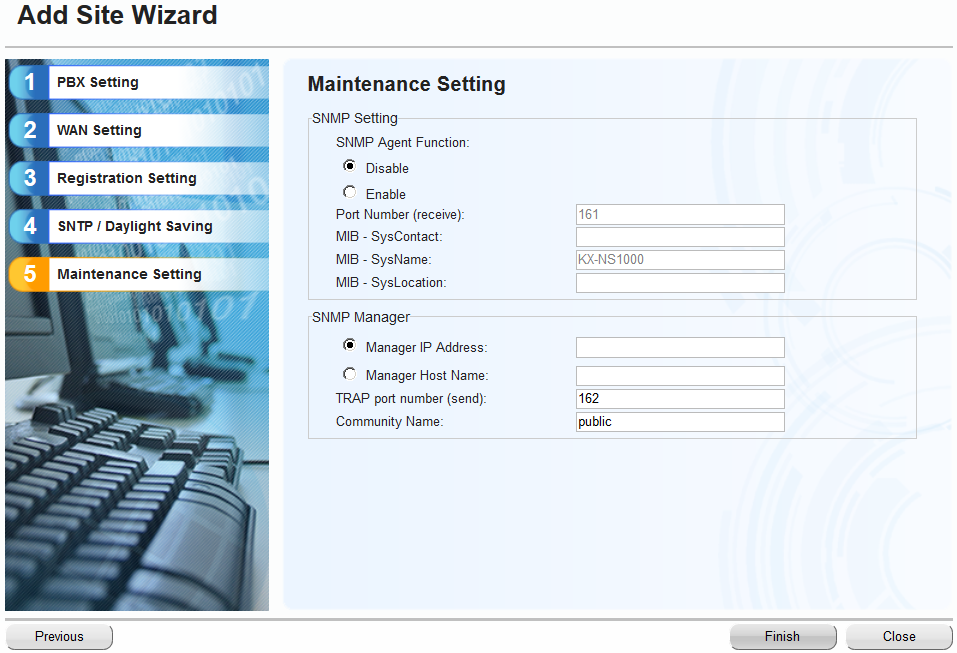 Add Site Wizard
1 PBX Setting
2 WAN Setting
3 Registration Setting
4 SNTP / Daylight Saving
5 Maintenance Setting
Maintenance Setting
SNMP Setting
SNMP Agent Function:
Disable
Enable
Port Number (receive): 161
MIB - SysContact:
MIB - SysName: KX-NS1000
MIB - SysLocation:
SNMP Manager
Manager IP Address:
Manager Host Name:
TRAP port number (send): 162
Community Name: public
Previous Finish Close